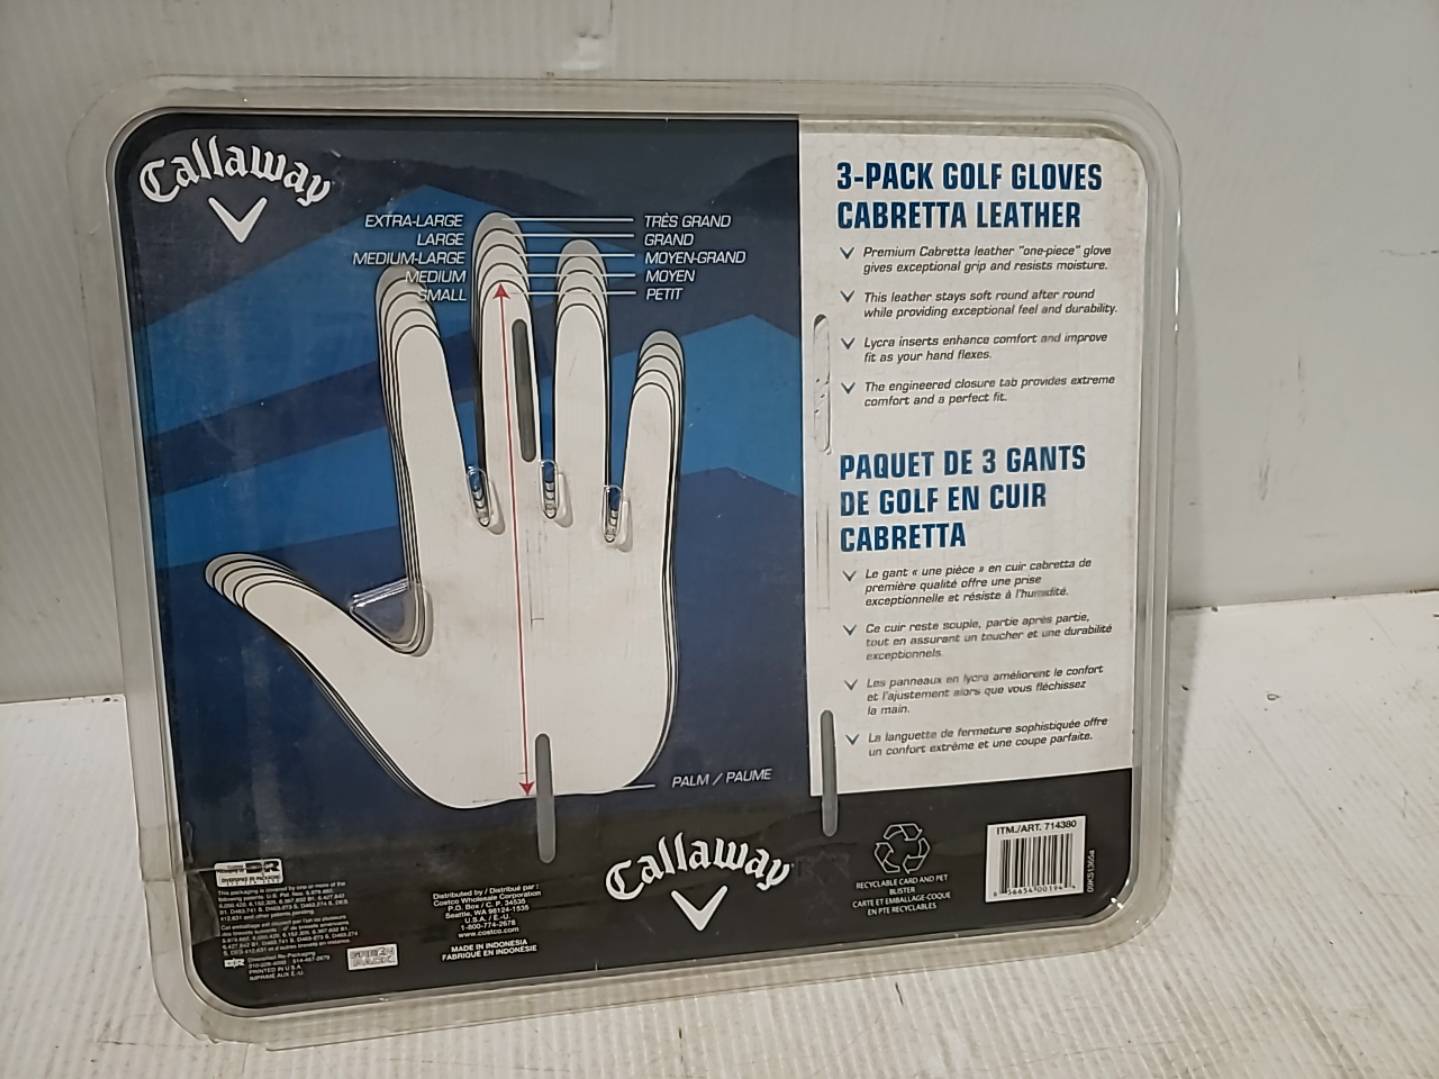 Callaway
EXTRA-LARGE TRÈS GRAND
LARGE GRAND
MEDIUM-LARGE MOYEN-GRAND
MEDIUM MOYEN
SMALL PETIT
PALM / PAUME
3-PACK GOLF GLOVES
CABRETTA LEATHER
Premium Cabretta leather "one-piece" glove
gives exceptional grip and resists moisture.
This leather stays soft round after round
while providing exceptional feel and durability.
Lycra inserts enhance comfort and improve
fit as your hand flexes.
The engineered closure tab provides extreme
comfort and a perfect fit.
PAQUET DE 3 GANTS
DE GOLF EN CUIR
CABRETTA
Le gant « une pièce » en cuir cabretta de
première qualité offre une prise
exceptionnelle et résiste à l'humidité.
Ce cuir reste souple, partie après partie,
tout en assurant un toucher et une durabilité
exceptionnels.
Les panneaux en lycra améliorent le confort
et l'ajustement alors que vous fléchissez
la main.
La languette de fermeture sophistiquée offre
un confort extrême et une coupe parfaite.
Distributed by / Distribué par :
Costco Wholesale Corporation
P.O. Box / C. P. 34535
Seattle, WA 98124-1535
U.S.A. / É.-U.
1-800-774-2678
www.costco.com
MADE IN INDONESIA
FABRIQUÉ EN INDONÉSIE
Callaway
RECYCLABLE CARD AND PET
BLISTER
CARTE ET EMBALLAGE-COQUE
EN PTE RECYCLABLES
ITM./ART. 714380
PRINTED IN U.S.A.
IMPRIMÉ AUX É.-U.